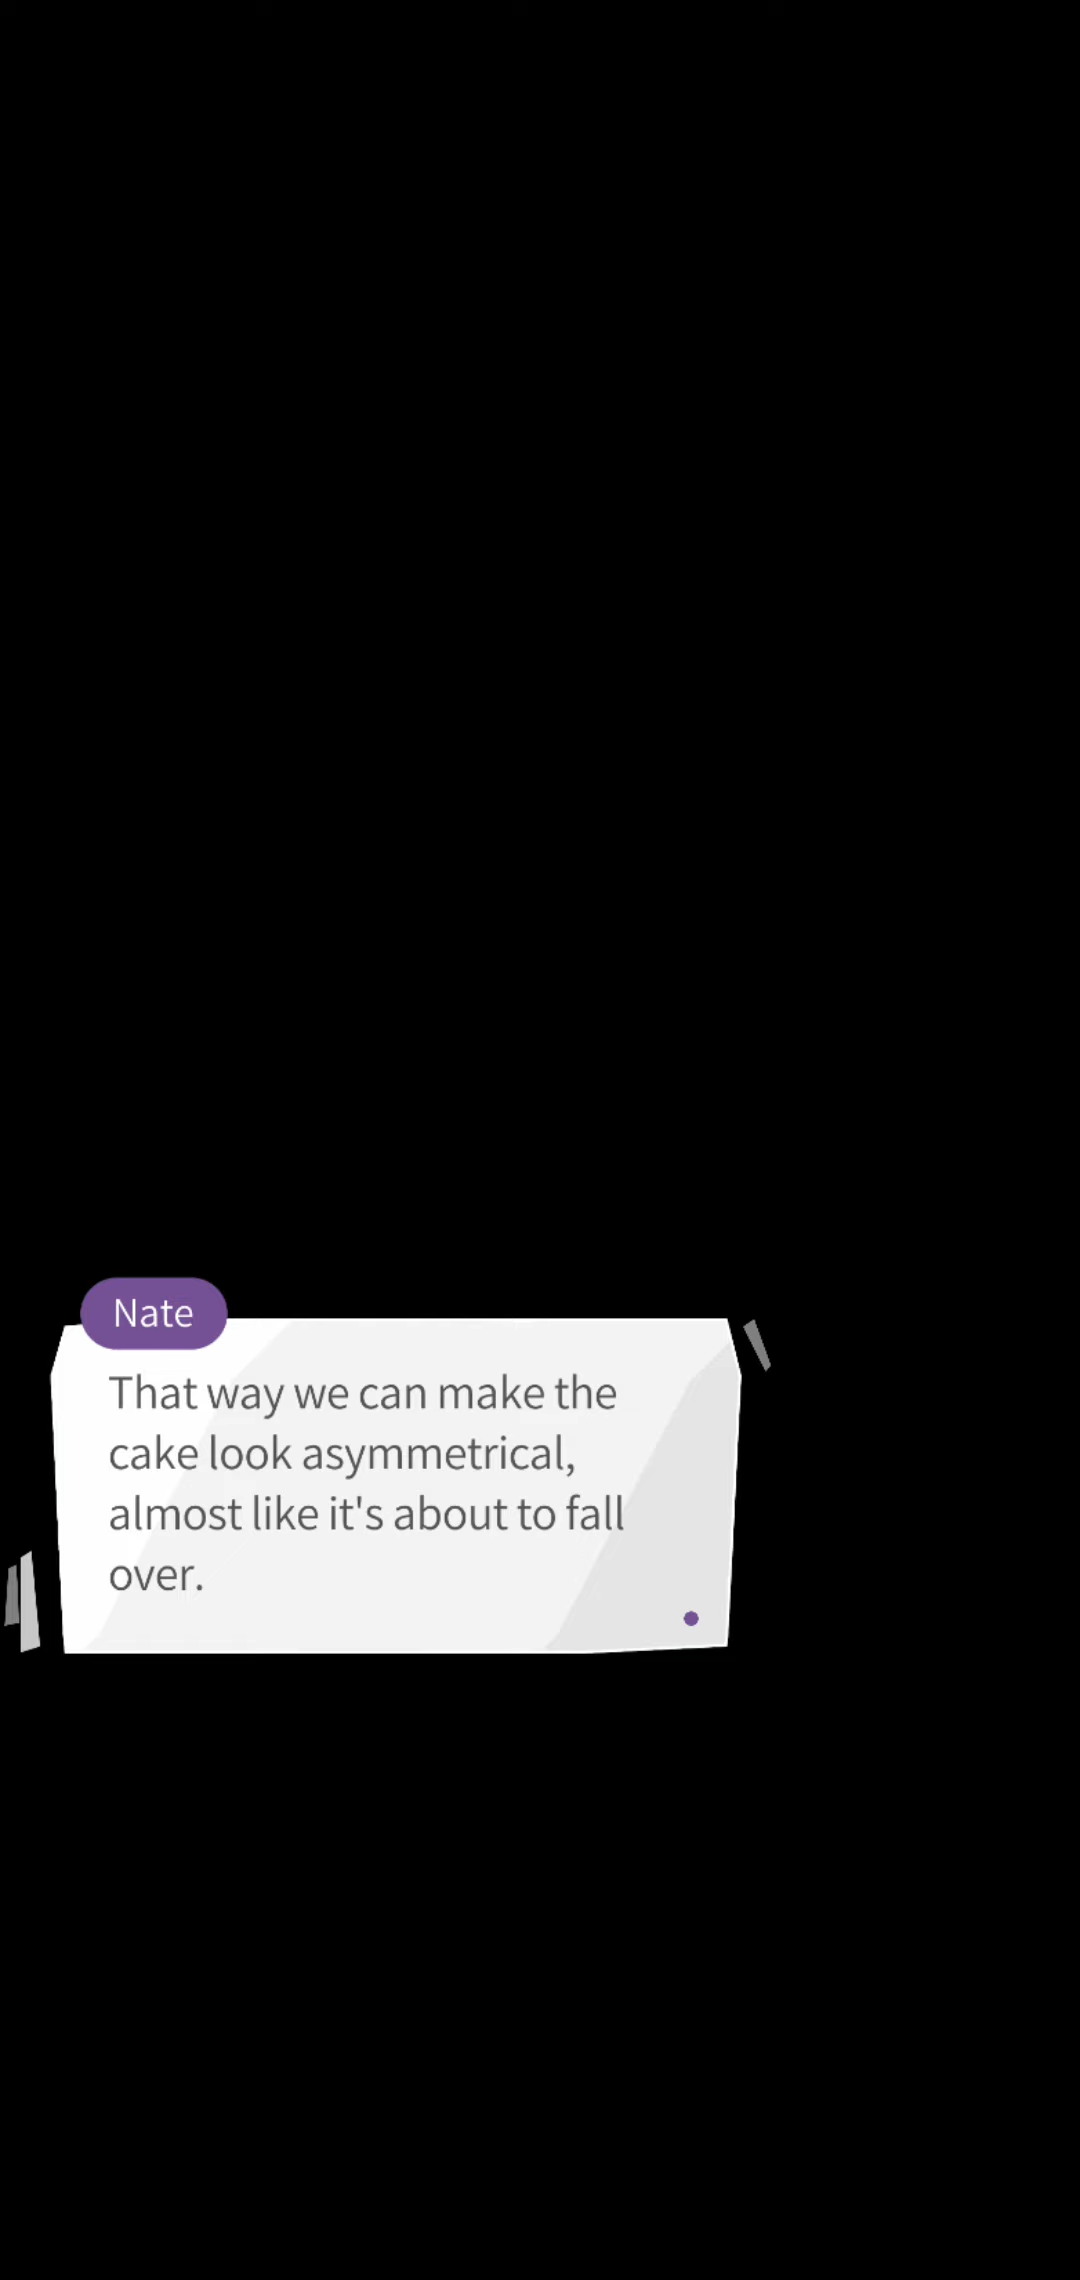 Nate
That way we can make the
cake look asymmetrical,
almost like it's about to fall
over.